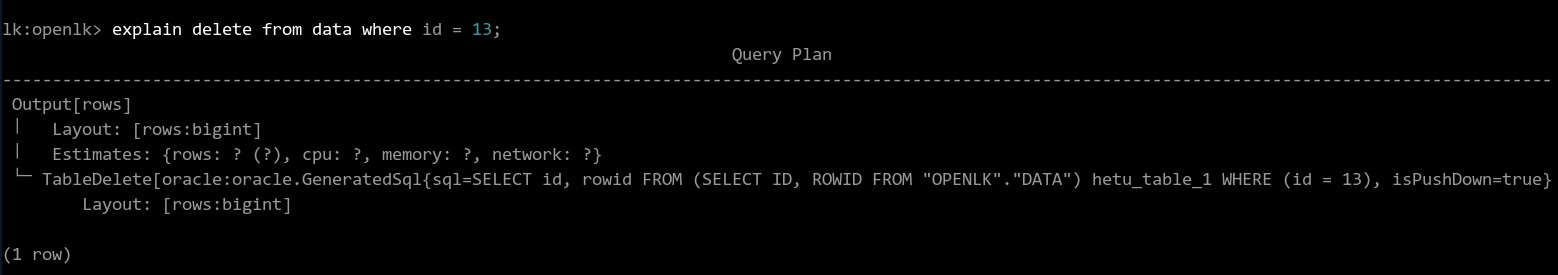 lk:openlk> explain delete from data where id = 13;
Query Plan
-----------------------------------------------------------------------------------------------------------------------------------------------------------
Output[rows]
│   Layout: [rows:bigint]
│   Estimates: {rows: ? (?), cpu: ?, memory: ?, network: ?}
└─ TableDelete[oracle:oracle.GeneratedSql{sql=SELECT id, rowid FROM (SELECT ID, ROWID FROM "OPENLK"."DATA") hetu_table_1 WHERE (id = 13), isPushDown=true}
Layout: [rows:bigint]
(1 row)